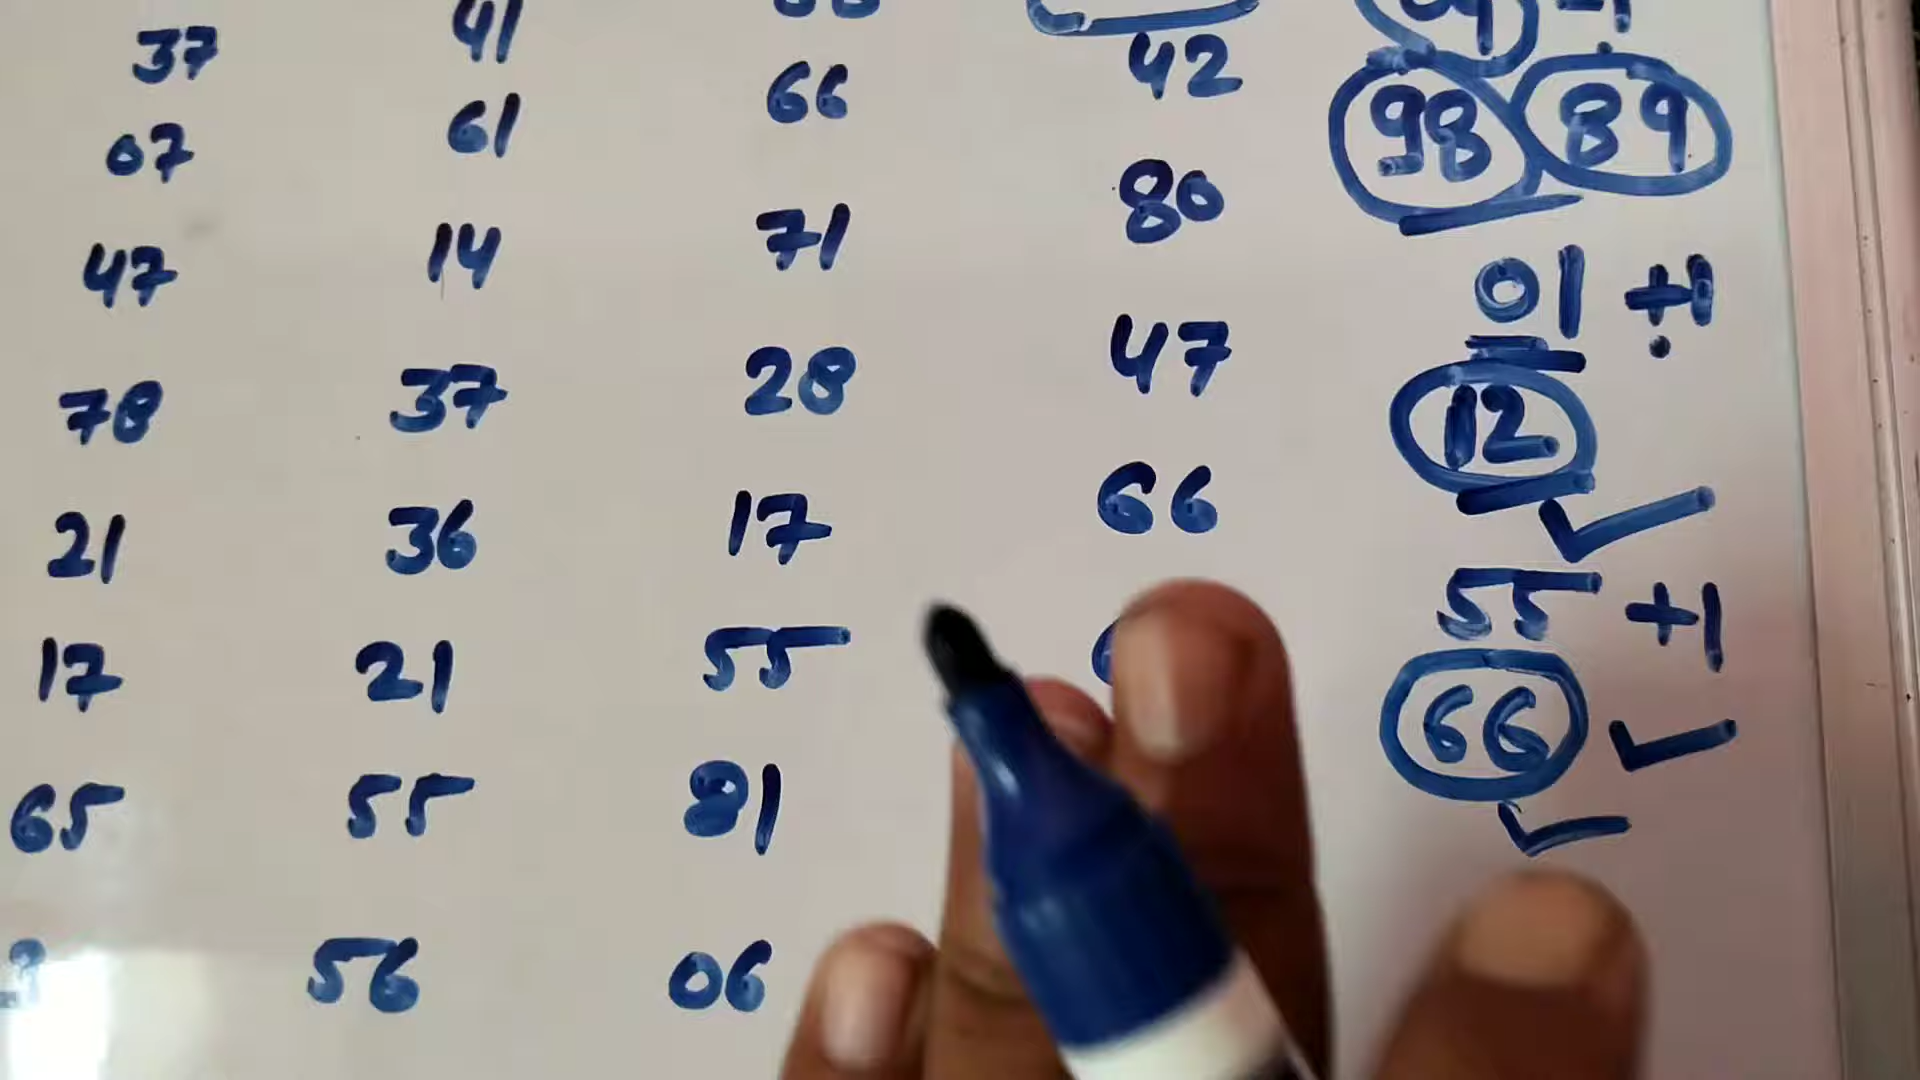 37 41 42
07 61 66 98 89
47 14 71 80 01 +1
78 37 28 47 12
21 36 17 66 55 +1
17 21 55 66
65 55 81
56 06